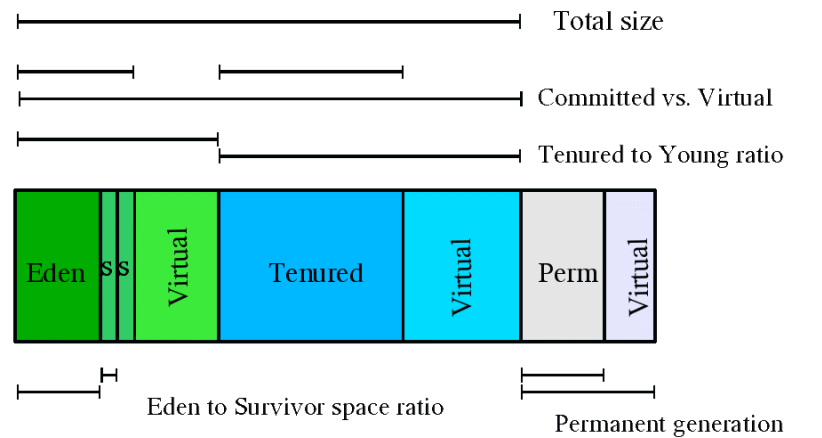 Total size
Committed vs. Virtual
Tenured to Young ratio
Eden
s
s
Virtual
Tenured
Virtual
Perm
Virtual
Eden to Survivor space ratio
Permanent generation